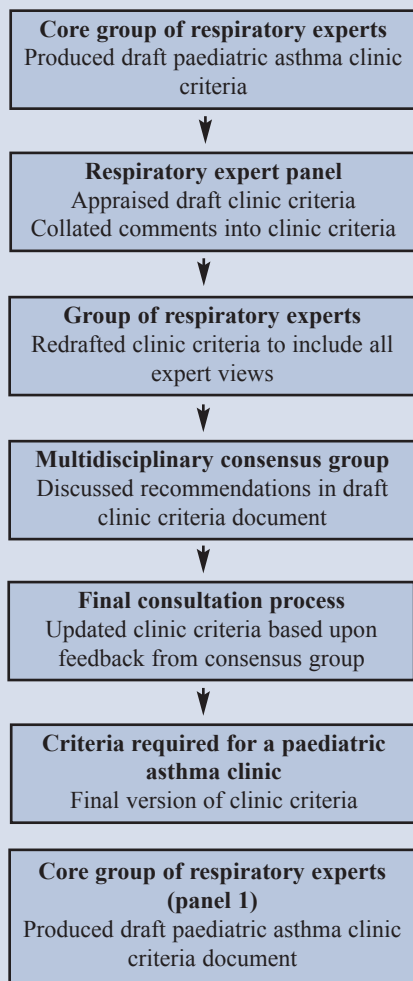 Core group of respiratory experts
Produced draft paediatric asthma clinic
criteria
Respiratory expert panel
Appraised draft clinic criteria
Collated comments into clinic criteria
Group of respiratory experts
Redrafted clinic criteria to include all
expert views
Multidisciplinary consensus group
Discussed recommendations in draft
clinic criteria document
Final consultation process
Updated clinic criteria based upon
feedback from consensus group
Criteria required for a paediatric
asthma clinic
Final version of clinic criteria
Core group of respiratory experts
(panel 1)
Produced draft paediatric asthma clinic
criteria document